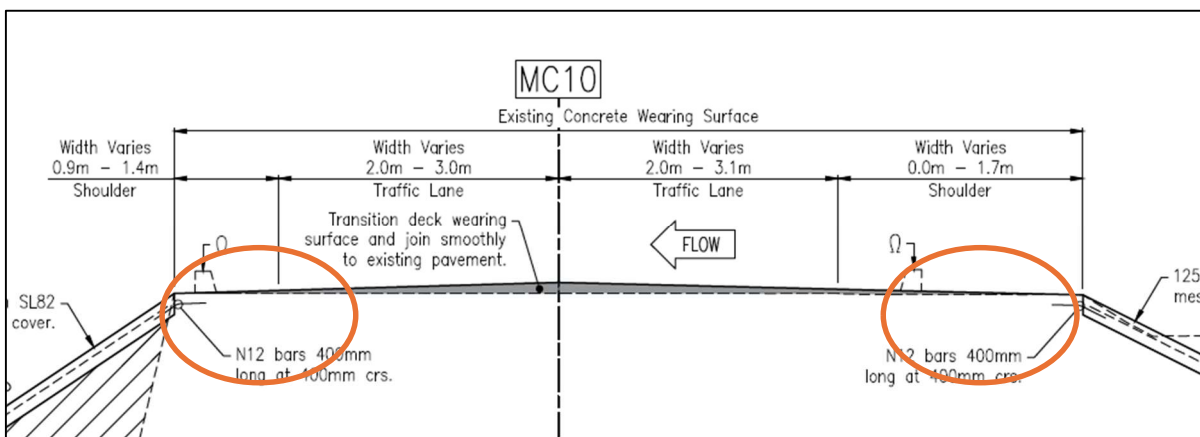 MC10
Existing Concrete Wearing Surface
Width Varies
0.9m – 1.4m
Shoulder
Width Varies
2.0m – 3.0m
Traffic Lane
Width Varies
2.0m – 3.1m
Traffic Lane
Width Varies
0.0m – 1.7m
Shoulder
Transition deck wearing
surface and join smoothly
to existing pavement.
FLOW
Ω
Ω
SL82
cover.
125
mes
N12 bars 400mm
long at 400mm crs.
N12 bars 400mm
long at 400mm crs.